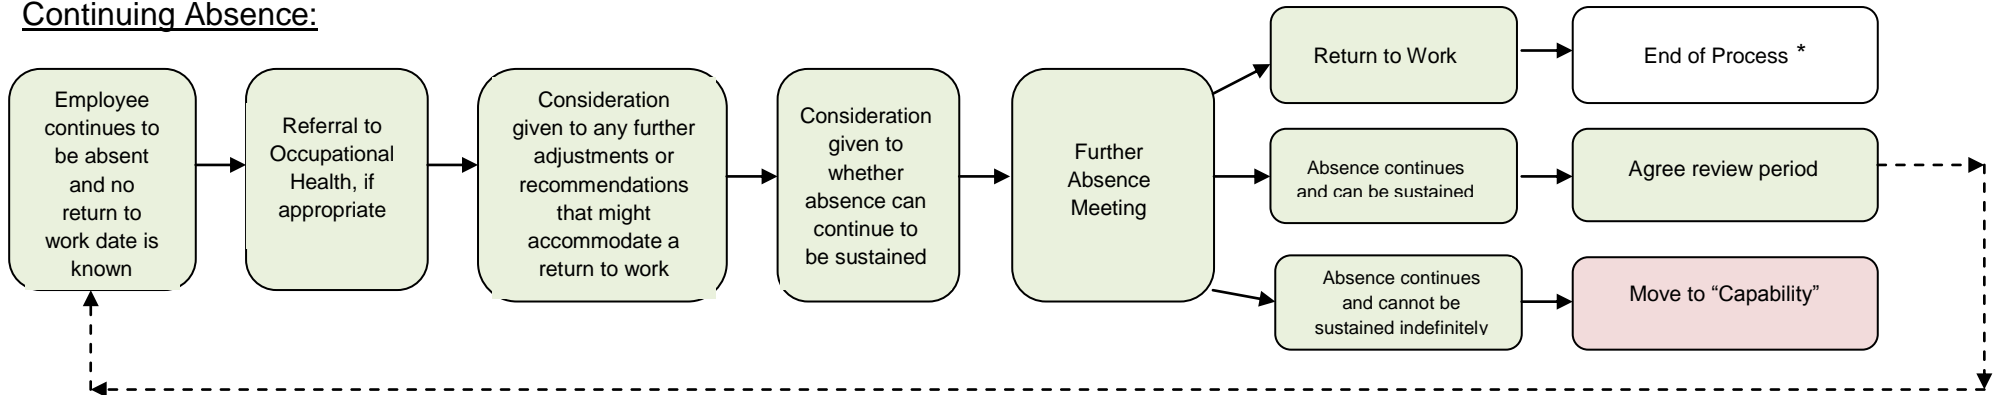 Continuing Absence:
Employee
continues to
be absent
and no
return to
work date is
known
Referral to
Occupational
Health, if
appropriate
Consideration
given to any further
adjustments or
recommendations
that might
accommodate a
return to work
Consideration
given to
whether
absence can
continue to
be sustained
Further
Absence
Meeting
Return to Work
End of Process *
Absence continues
and can be sustained
Agree review period
Absence continues
and cannot be
sustained indefinitely
Move to “Capability”